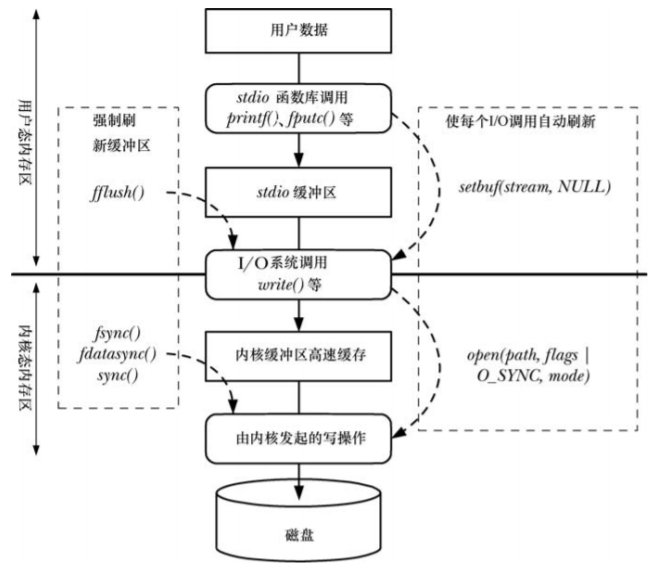 用户数据
stdio 函数库调用
printf()、fputc() 等
stdio 缓冲区
I/O系统调用
write() 等
内核缓冲区高速缓存
由内核发起的写操作
磁盘
用户态内存区
内核态内存区
强制刷
新缓冲区
fflush()
fsync()
fdatasync()
sync()
使每个I/O调用自动刷新
setbuf(stream, NULL)
open(path, flags |
O_SYNC, mode)